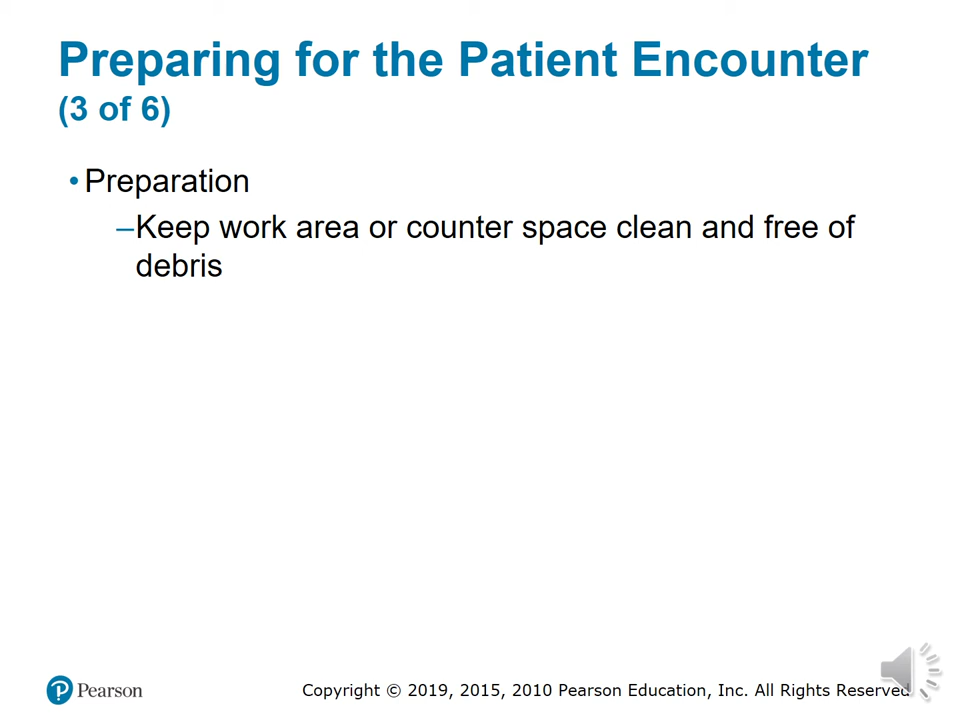 Preparing for the Patient Encounter
(3 of 6)
• Preparation
–Keep work area or counter space clean and free of
debris
Pearson
Copyright © 2019, 2015, 2010 Pearson Education, Inc. All Rights Reserved